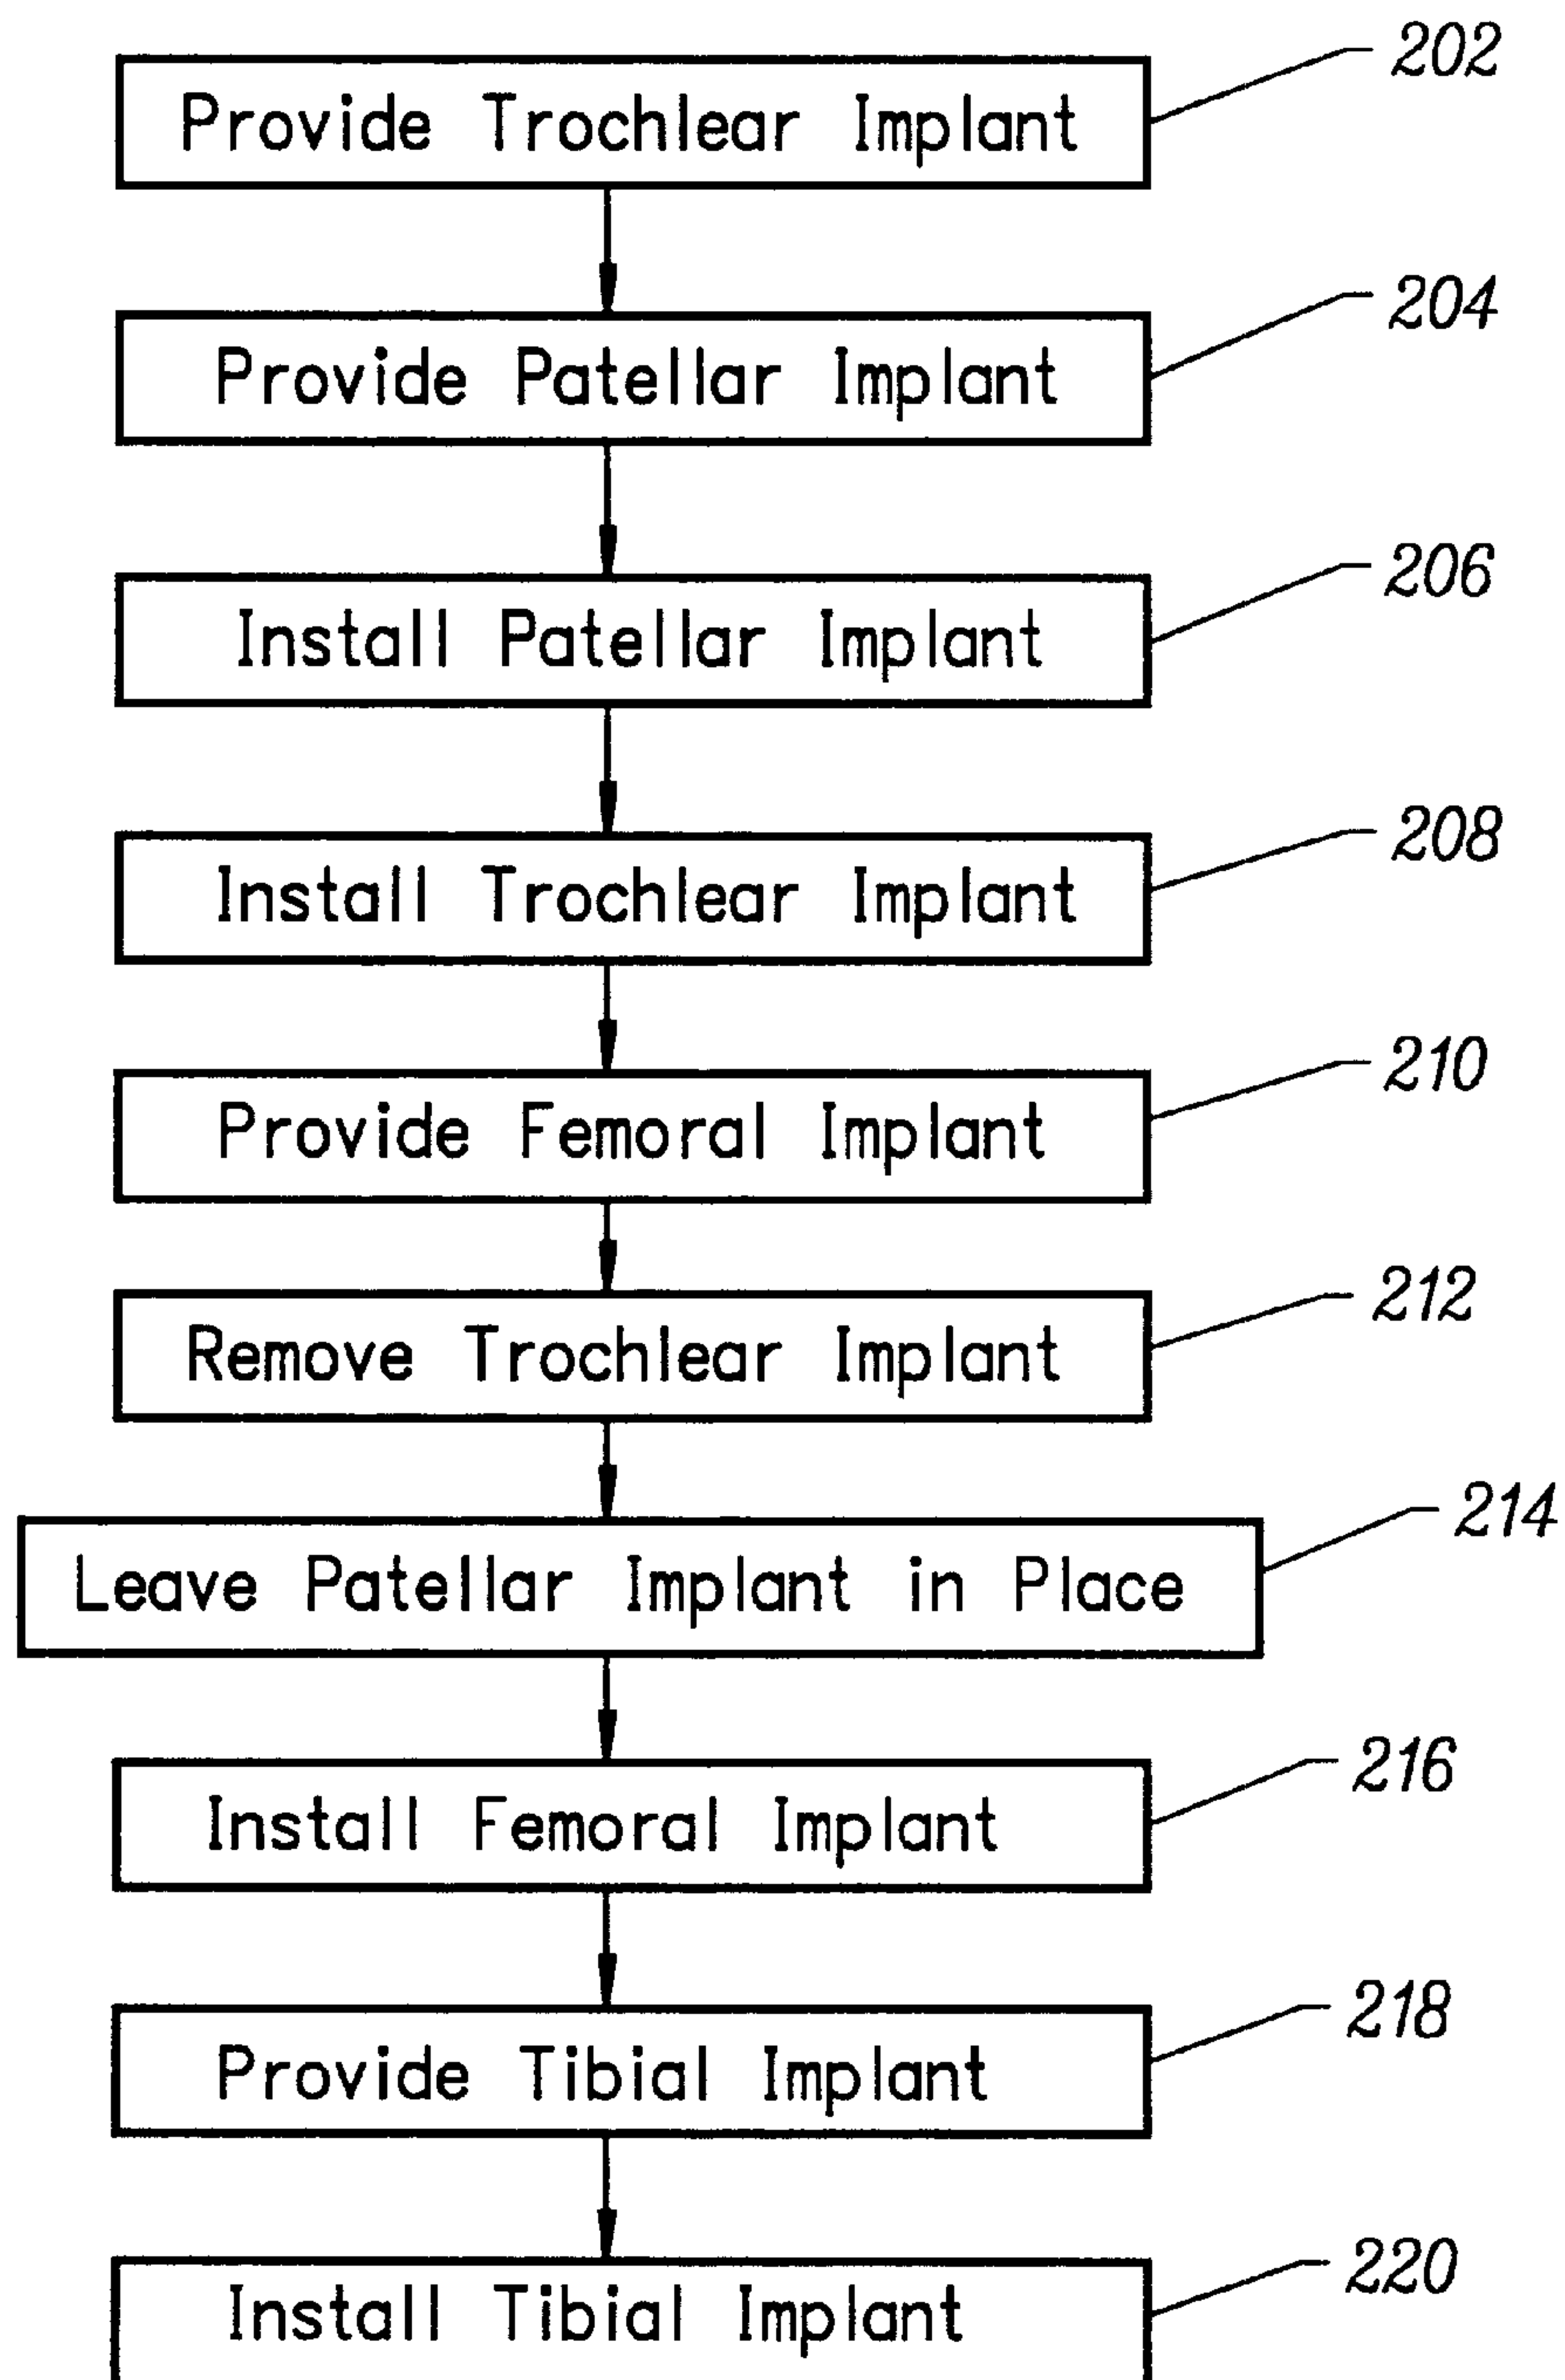 202
Provide Trochlear Implant
204
Provide Patellar Implant
206
Install Patellar Implant
208
Install Trochlear Implant
210
Provide Femoral Implant
212
Remove Trochlear Implant
214
Leave Patellar Implant in Place
216
Install Femoral Implant
218
Provide Tibial Implant
220
Install Tibial Implant